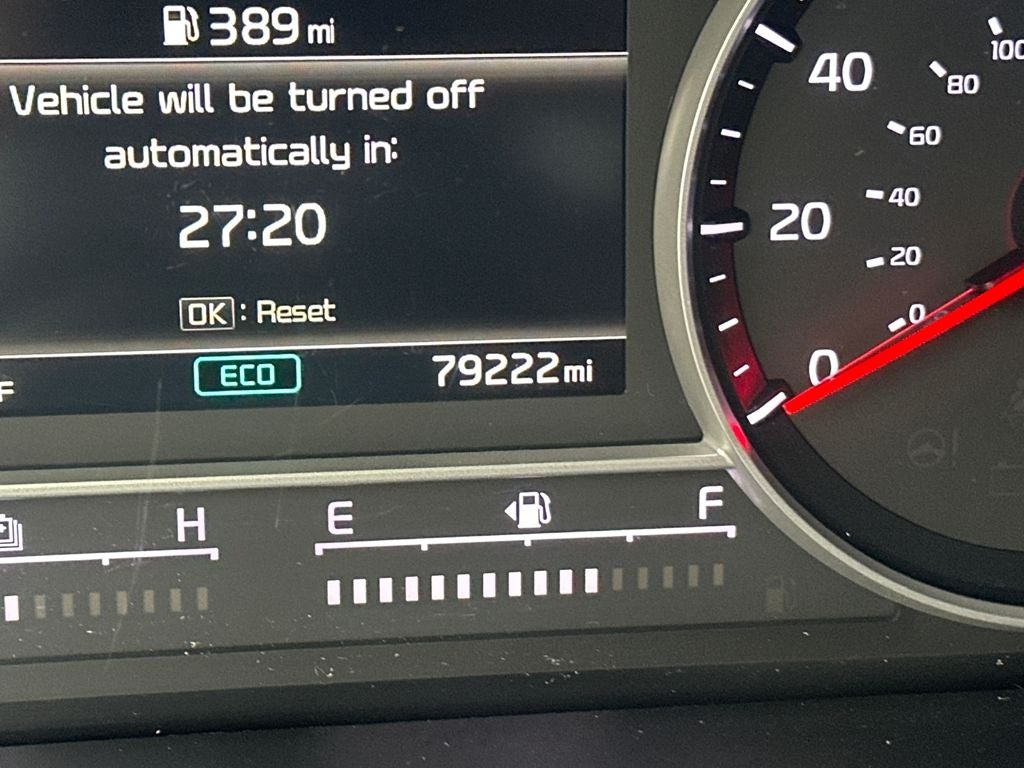 389 mi
Vehicle will be turned off
automatically in:
27:20
OK : Reset
F
ECO
79222 mi
H
E
F
100
80
60
40
20
0
40
20
0